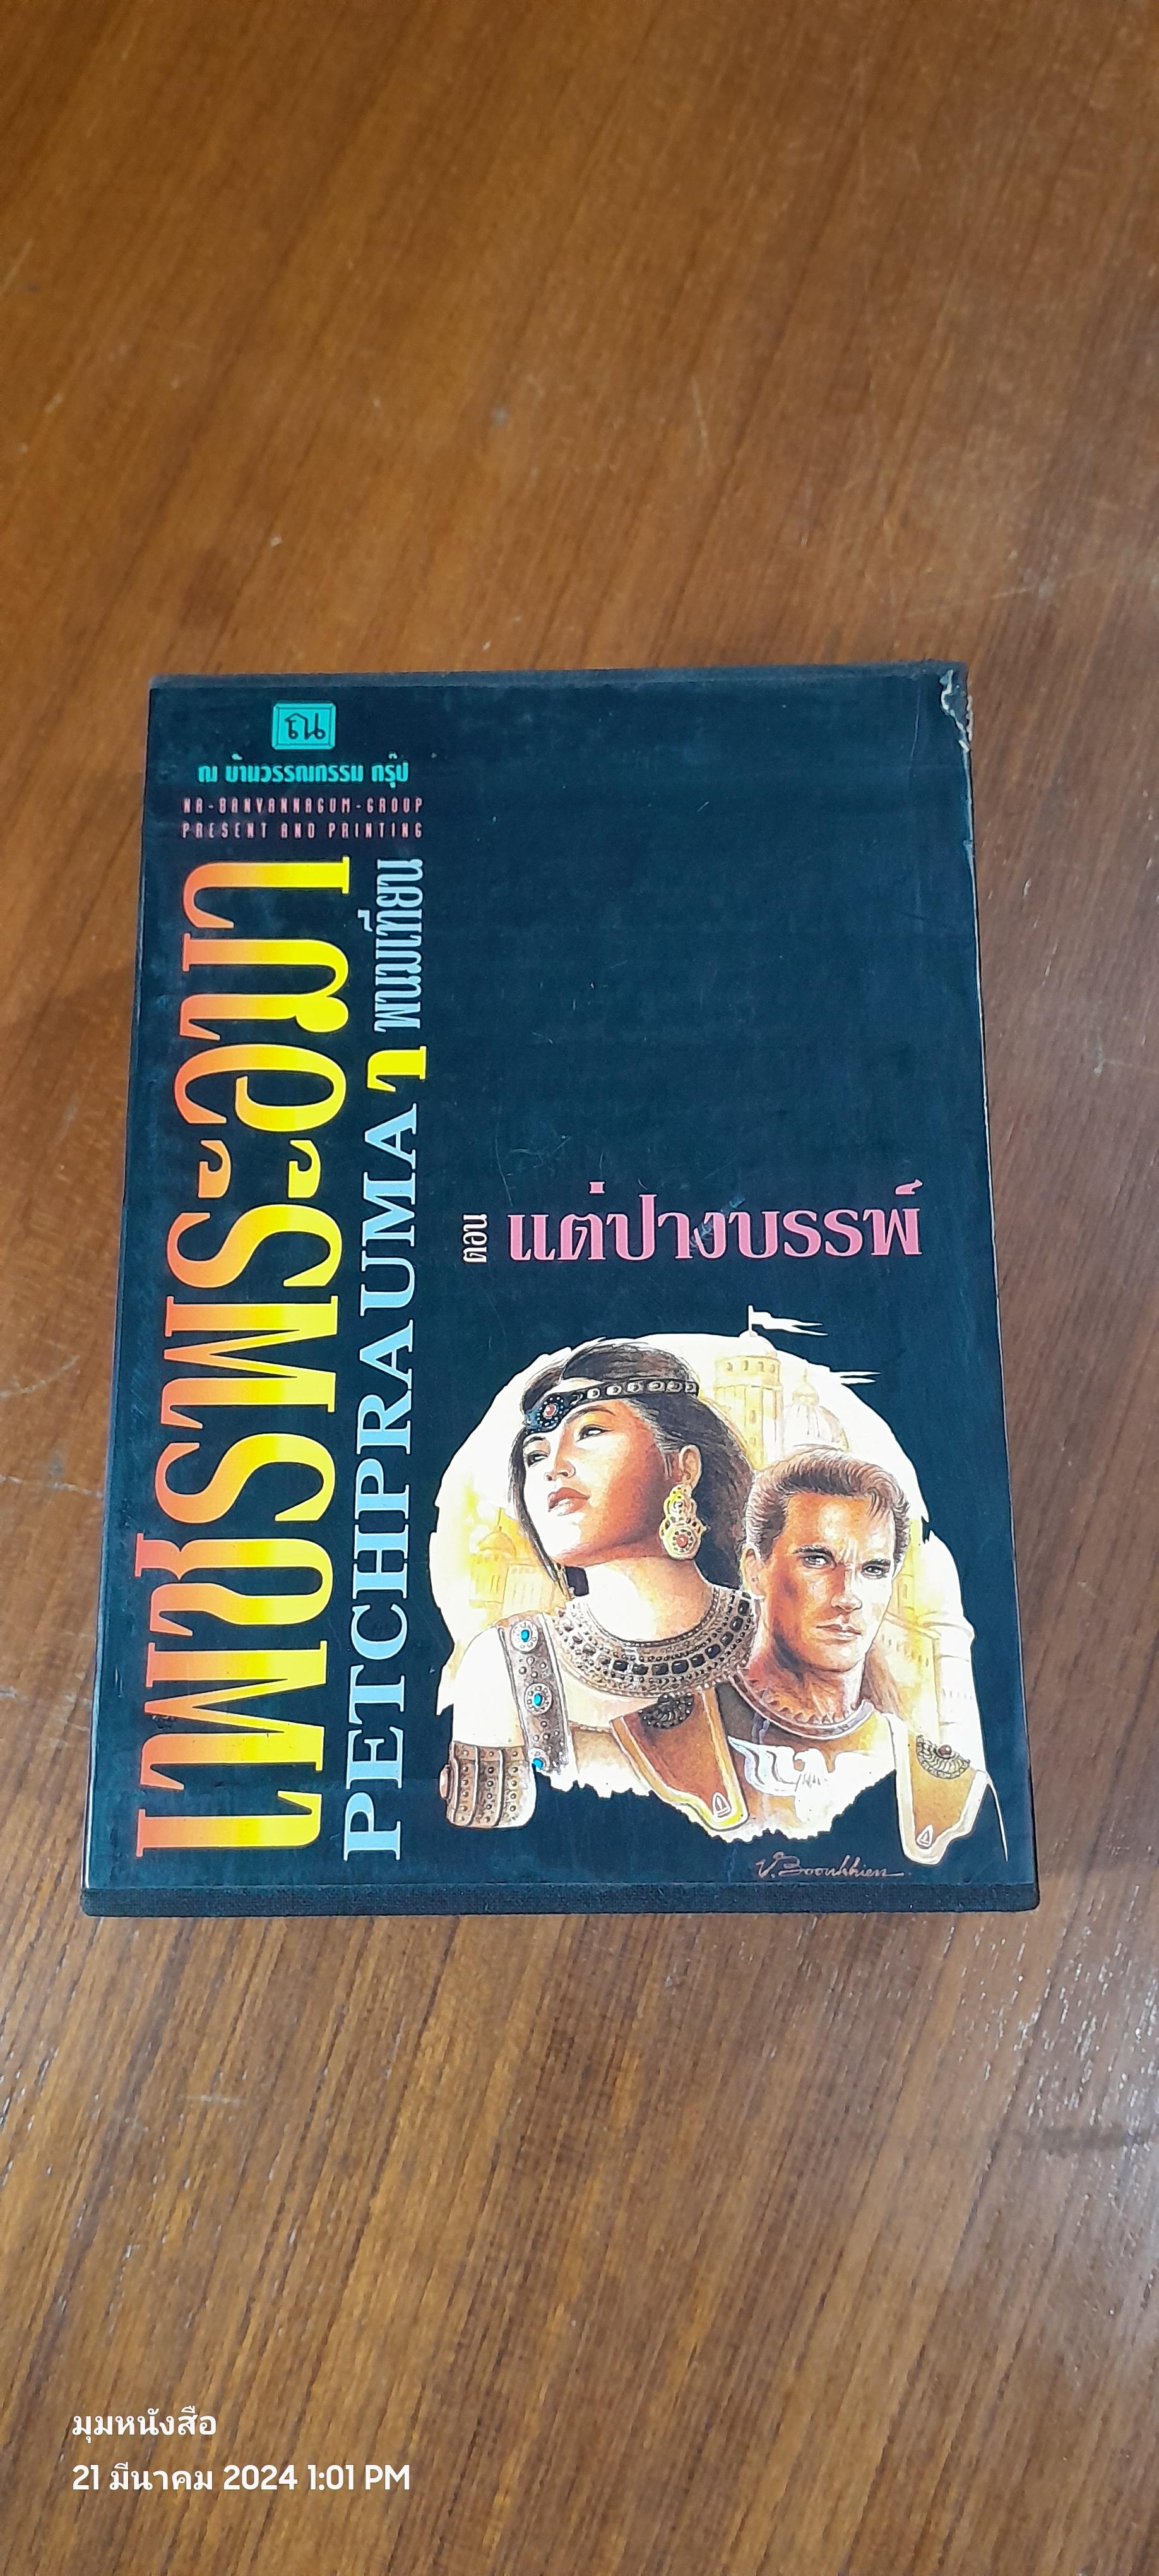 ณ
ณ บ้านวรรณกรรม กรุ๊ป
NA-BANVANNAGUM-GROUP
PRESENT AND PRINTING
เพชรพระอุมา
PETCHPRAUMA
พนมเทียน
ตอน
แต่ปางบรรพ์
V. Boonkhien
มุมหนังสือ
21 มีนาคม 2024 1:01 PM